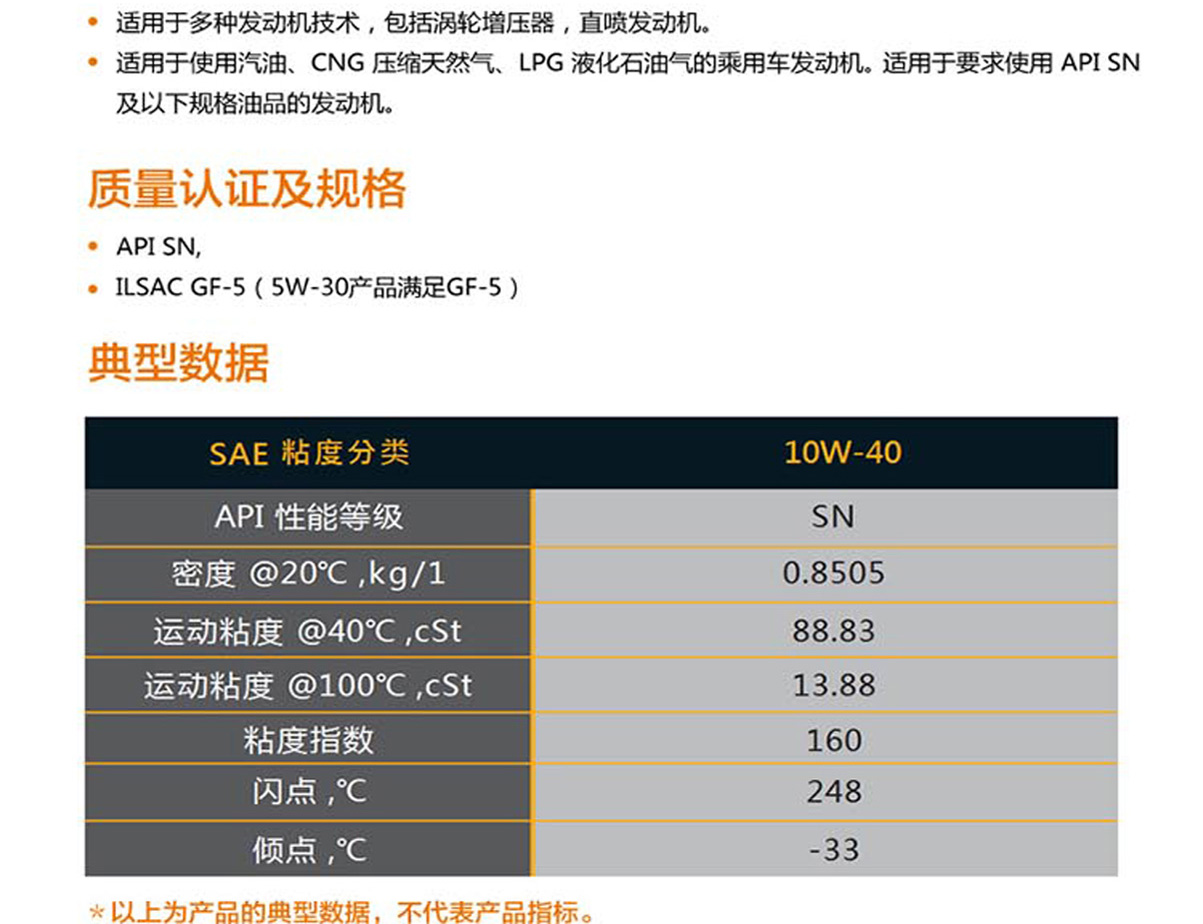 • 适用于多种发动机技术，包括涡轮增压器，直喷发动机。
• 适用于使用汽油、CNG 压缩天然气、LPG 液化石油气的乘用车发动机。适用于要求使用 API SN
及以下规格油品的发动机。
质量认证及规格
• API SN,
• ILSAC GF-5（5W-30产品满足GF-5）
典型数据
SAE 粘度分类 10W-40
API 性能等级 SN
密度 @20℃ ,kg/1 0.8505
运动粘度 @40℃ ,cSt 88.83
运动粘度 @100℃ ,cSt 13.88
粘度指数 160
闪点 ,℃ 248
倾点 ,℃ -33
*以上为产品的典型数据，不代表产品指标。